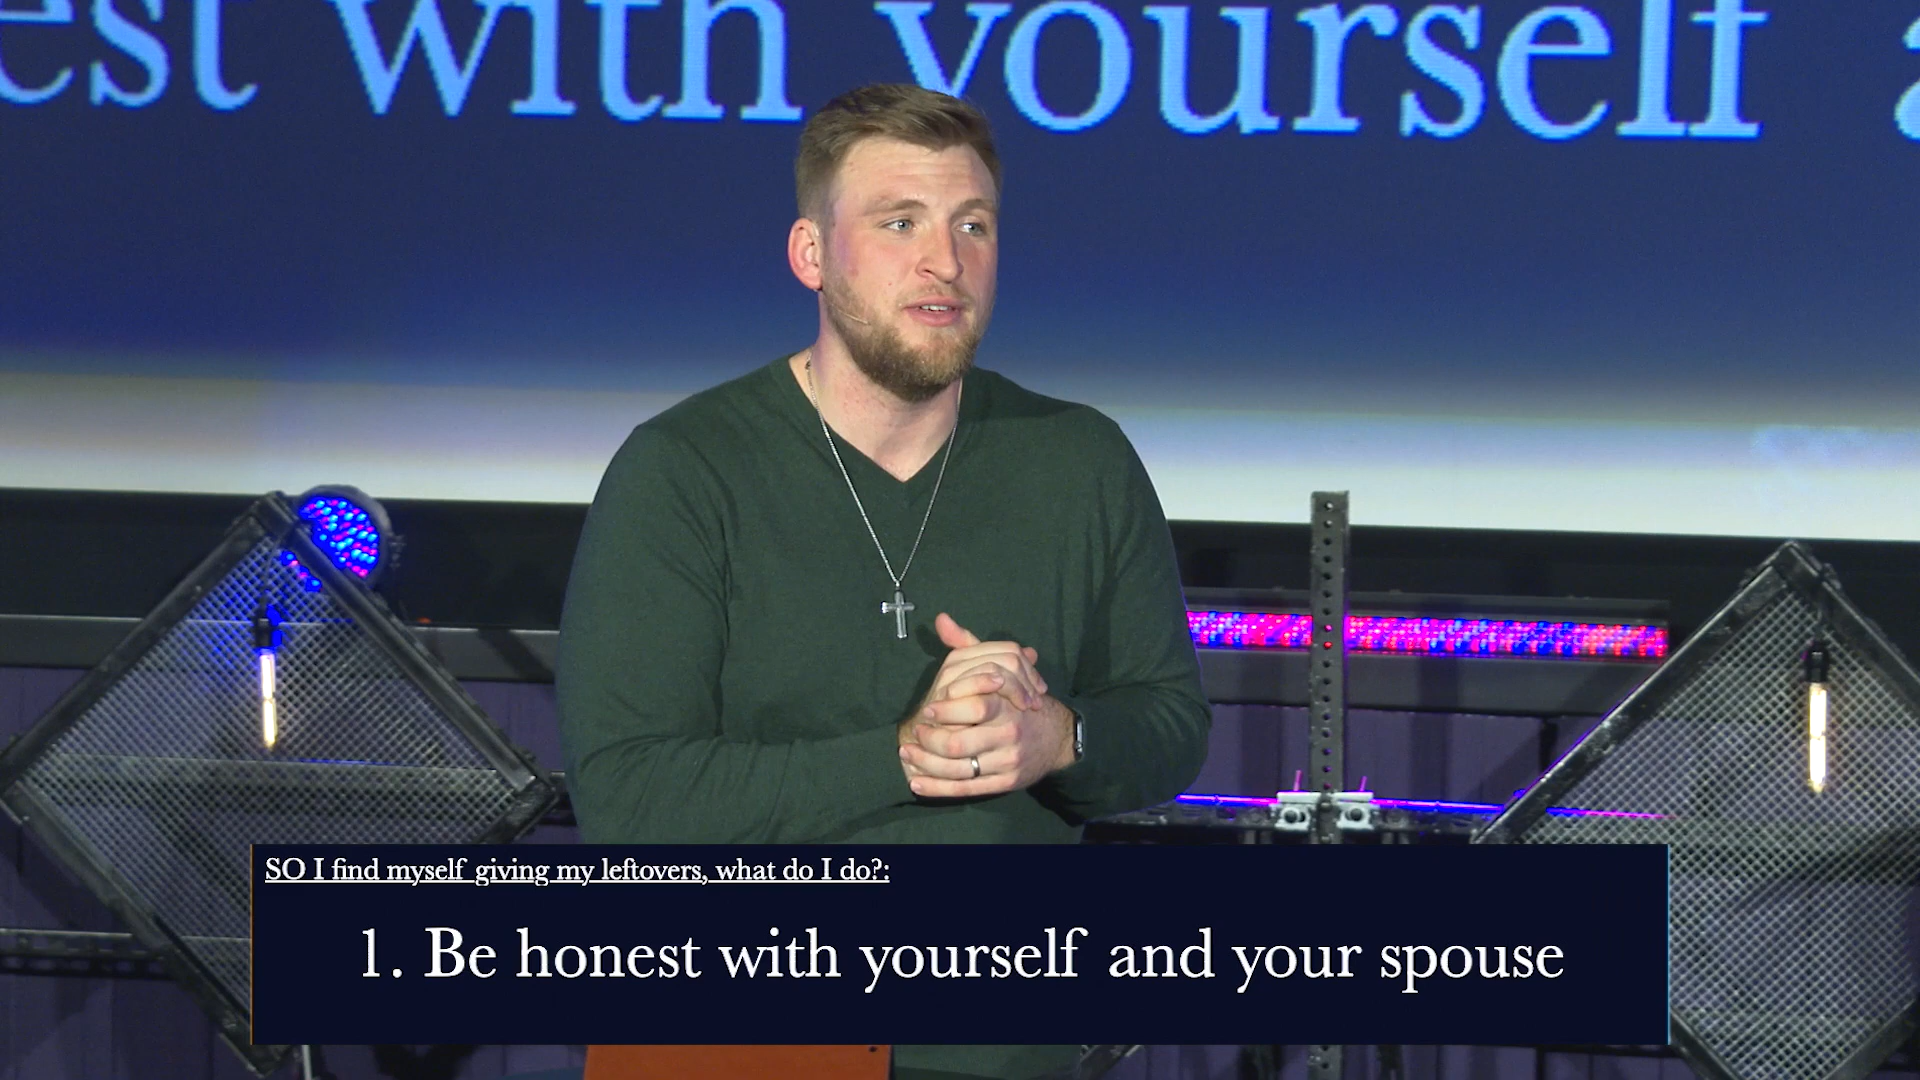 est with yourself a
SO I find myself giving my leftovers, what do I do?:
1. Be honest with yourself and your spouse